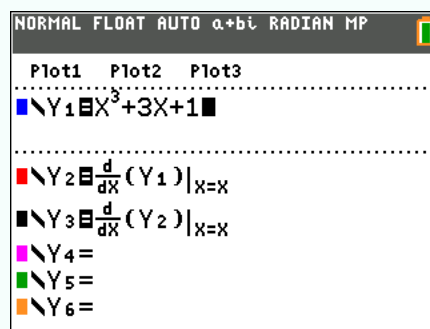 NORMAL FLOAT AUTO a+bi RADIAN MP
Plot1 Plot2 Plot3
\Y₁=X³+3X+1
\Y₂=d/dX(Y₁)|X=X
\Y₃=d/dX(Y₂)|X=X
\Y₄=
\Y₅=
\Y₆=